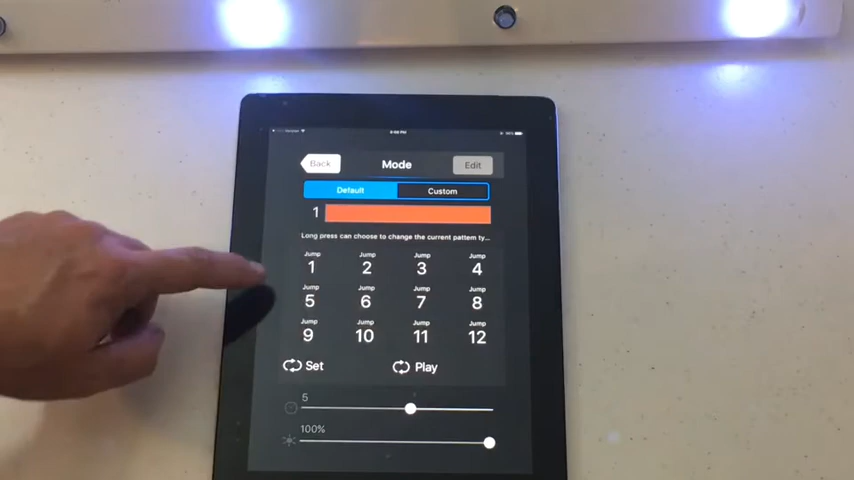 Back Mode Edit
Default Custom
1
Long press can choose to change the current pattern ty...
Jump Jump Jump Jump
1 2 3 4
Jump Jump Jump Jump
5 6 7 8
Jump Jump Jump Jump
9 10 11 12
Set Play
5
100%